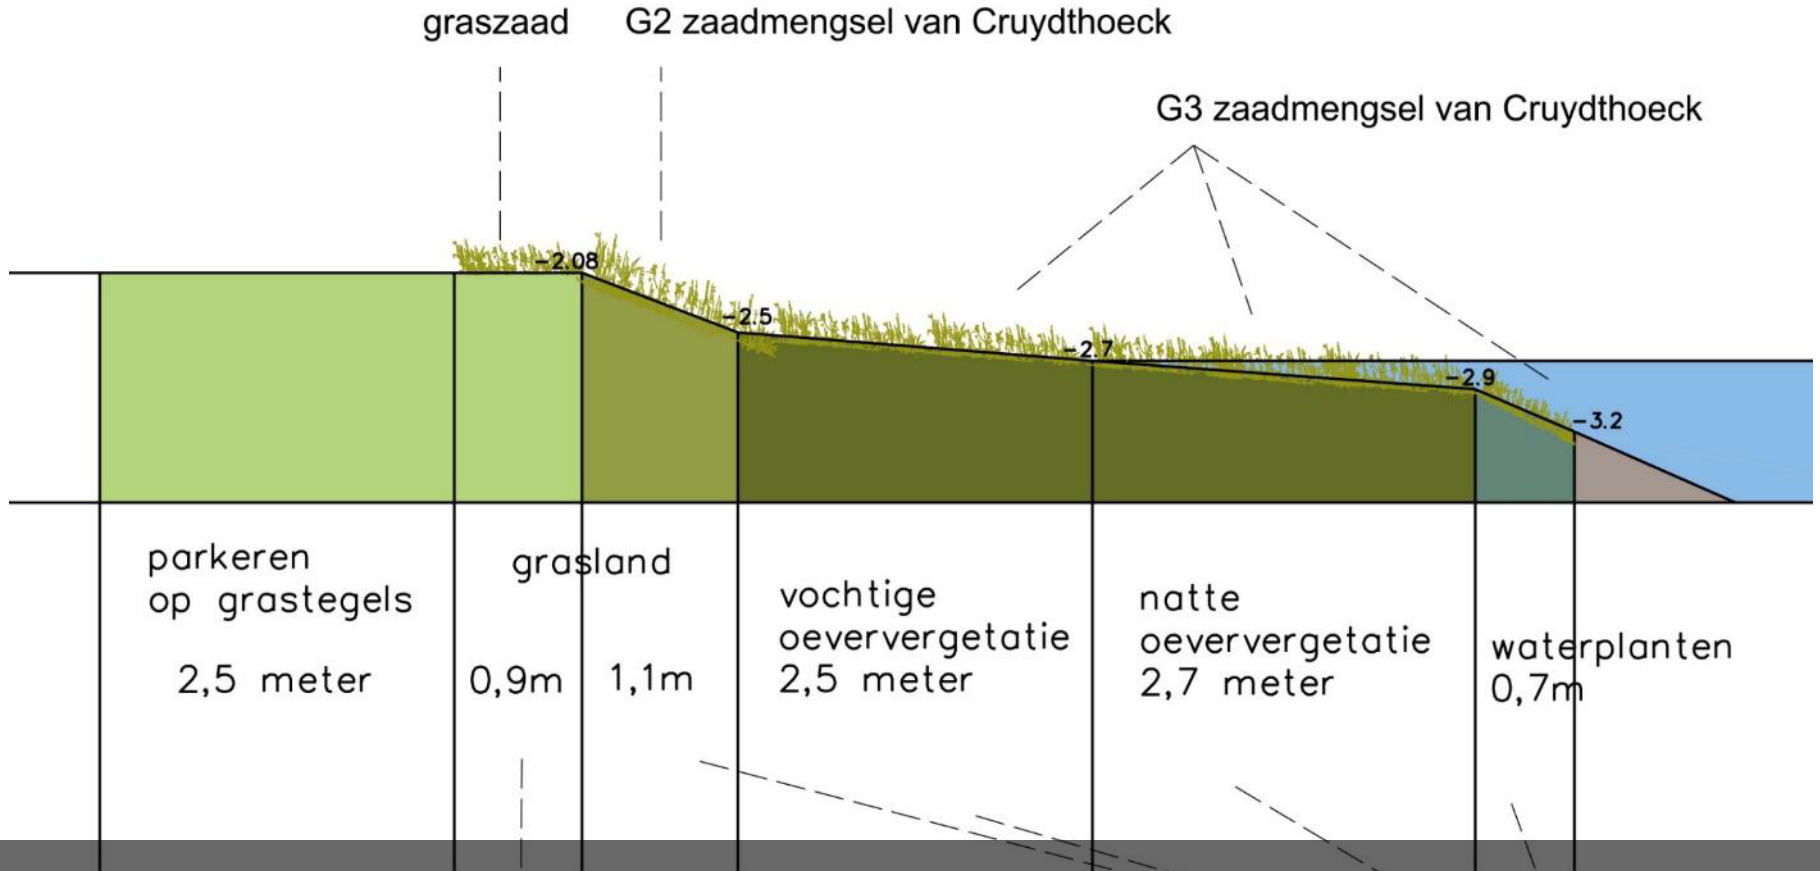 graszaad
G2 zaadmengsel van Cruydthoeck
G3 zaadmengsel van Cruydthoeck
-2.08
-2.5
-2.7
-2.9
-3.2
parkeren
op grastegels
2,5 meter
grasland
0,9m
1,1m
vochtige
oeververgetatie
2,5 meter
natte
oeververgetatie
2,7 meter
waterplanten
0,7m